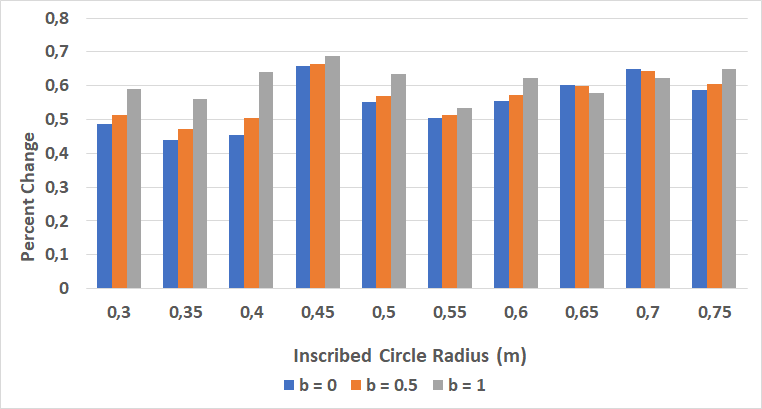 0,8
0,7
0,6
0,5
0,4
0,3
0,2
0,1
0
Percent Change
0,3 0,35 0,4 0,45 0,5 0,55 0,6 0,65 0,7 0,75
Inscribed Circle Radius (m)
b = 0 b = 0.5 b = 1